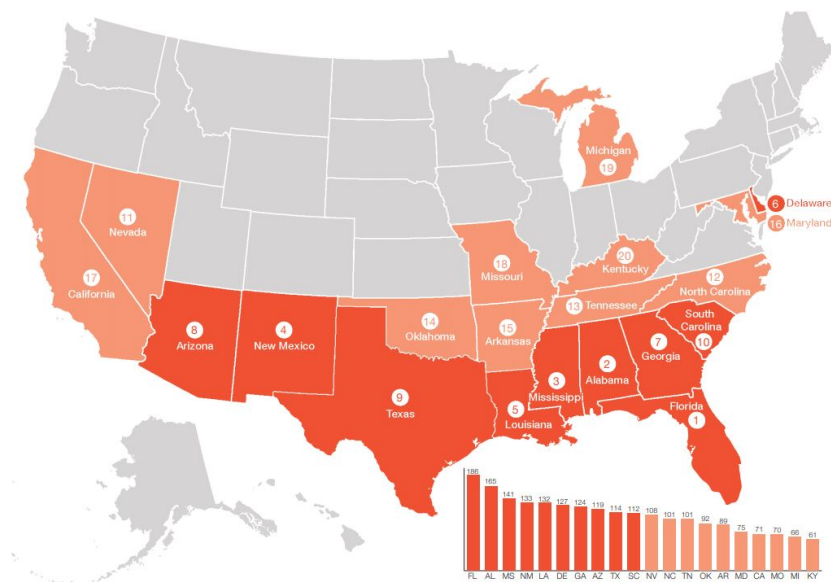 Michigan
19
6 Delaware
16 Maryland
11
Nevada
20
Kentucky
18
Missouri
12
North Carolina
17
California
13 Tennessee
14
Oklahoma
15
Arkansas
South
Carolina
10
8
Arizona
4
New Mexico
7
Georgia
2
Alabama
3
Mississippi
9
Texas
5
Louisiana
Florida
1
186 165 141 133 132 127 124 119 114 112 108 101 101 92 89 75 71 70 66 61
FL AL MS NM LA DE GA AZ TX SC NV NC TN OK AR MD CA MO MI KY